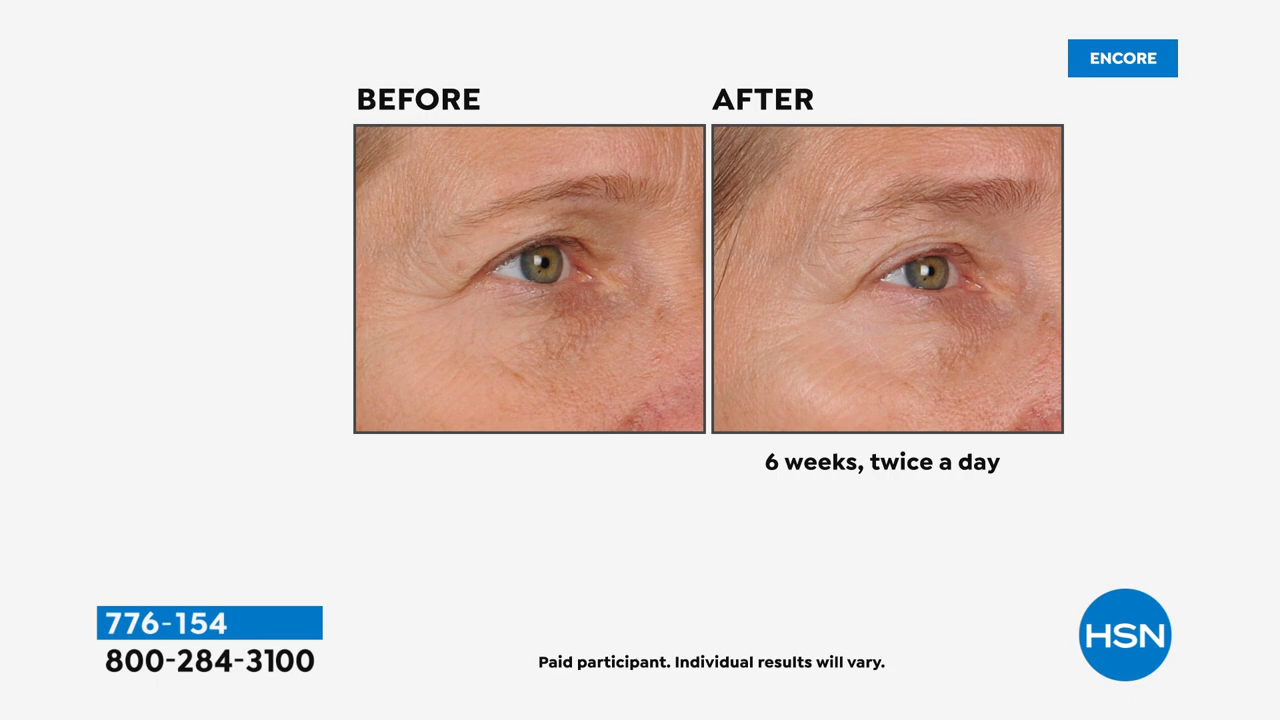 ENCORE
BEFORE
AFTER
6 weeks, twice a day
776-154
800-284-3100
Paid participant. Individual results will vary.
HSN